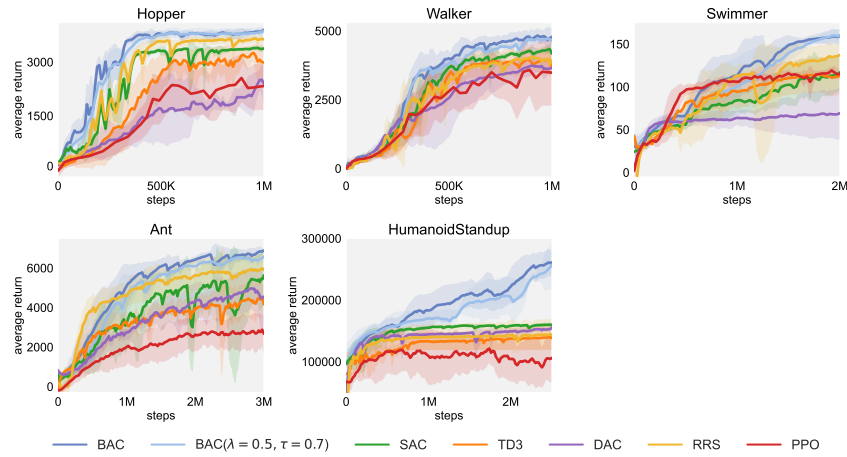 Hopper
average return
3000
1500
0
0
500K
1M
steps
Walker
average return
5000
2500
0
0
500K
1M
steps
Swimmer
average return
150
100
50
0
0
1M
2M
steps
Ant
average return
6000
4000
2000
0
0
1M
2M
3M
steps
HumanoidStandup
average return
300000
200000
100000
0
1M
2M
steps
BAC
BAC(λ = 0.5, τ = 0.7)
SAC
TD3
DAC
RRS
PPO